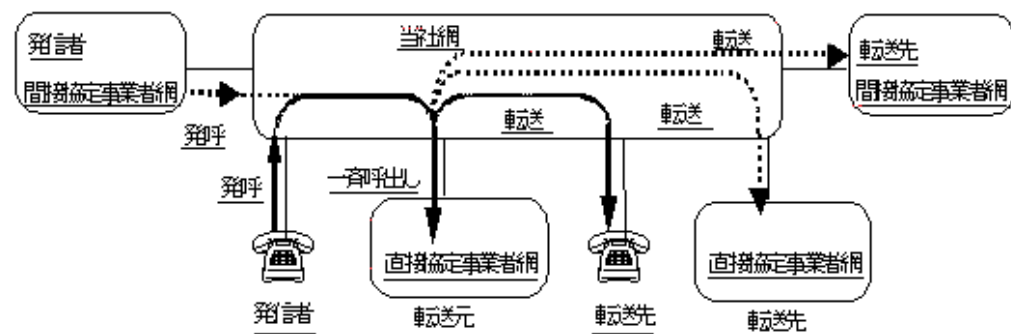 発信者
間接協定事業者網
当社網
転送
転送先
間接協定事業者網
発呼
転送
転送
発呼
一斉呼出し
直接協定事業者網
直接協定事業者網
発信者
転送元
転送先
転送先